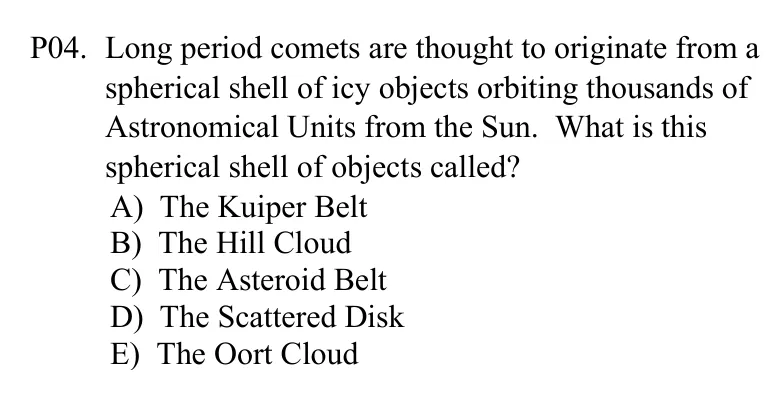 P04. Long period comets are thought to originate from a
spherical shell of icy objects orbiting thousands of
Astronomical Units from the Sun. What is this
spherical shell of objects called?
A) The Kuiper Belt
B) The Hill Cloud
C) The Asteroid Belt
D) The Scattered Disk
E) The Oort Cloud